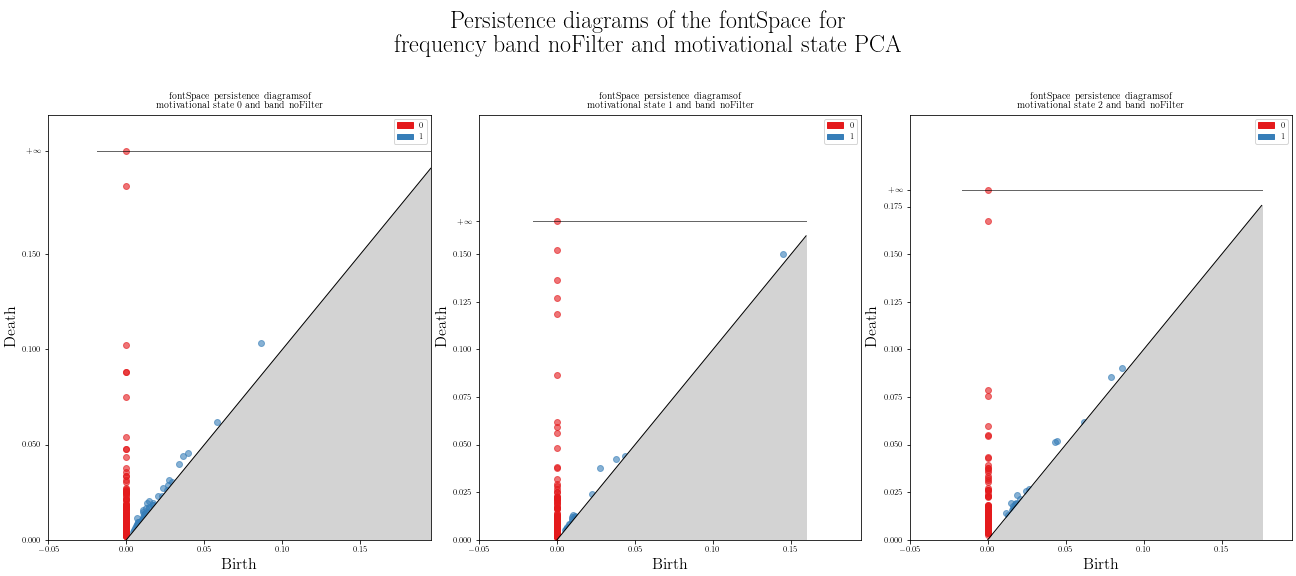 Persistence diagrams of the fontSpace for
frequency band noFilter and motivational state PCA
fontSpace persistence diagramsof
motivational state 0 and band noFilter
0
1
+∞
0.150
0.100
0.050
0.000
−0.05 0.00 0.05 0.10 0.15
Death
Birth
fontSpace persistence diagramsof
motivational state 1 and band noFilter
0
1
+∞
0.150
0.125
0.100
0.075
0.050
0.025
0.000
−0.05 0.00 0.05 0.10 0.15
Death
Birth
fontSpace persistence diagramsof
motivational state 2 and band noFilter
0
1
+∞
0.175
0.150
0.125
0.100
0.075
0.050
0.025
0.000
−0.05 0.00 0.05 0.10 0.15
Death
Birth